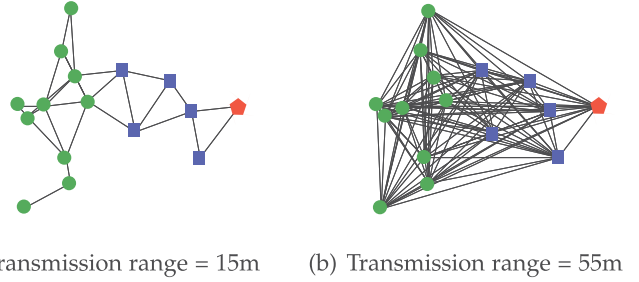 ransmission range = 15m (b) Transmission range = 55m